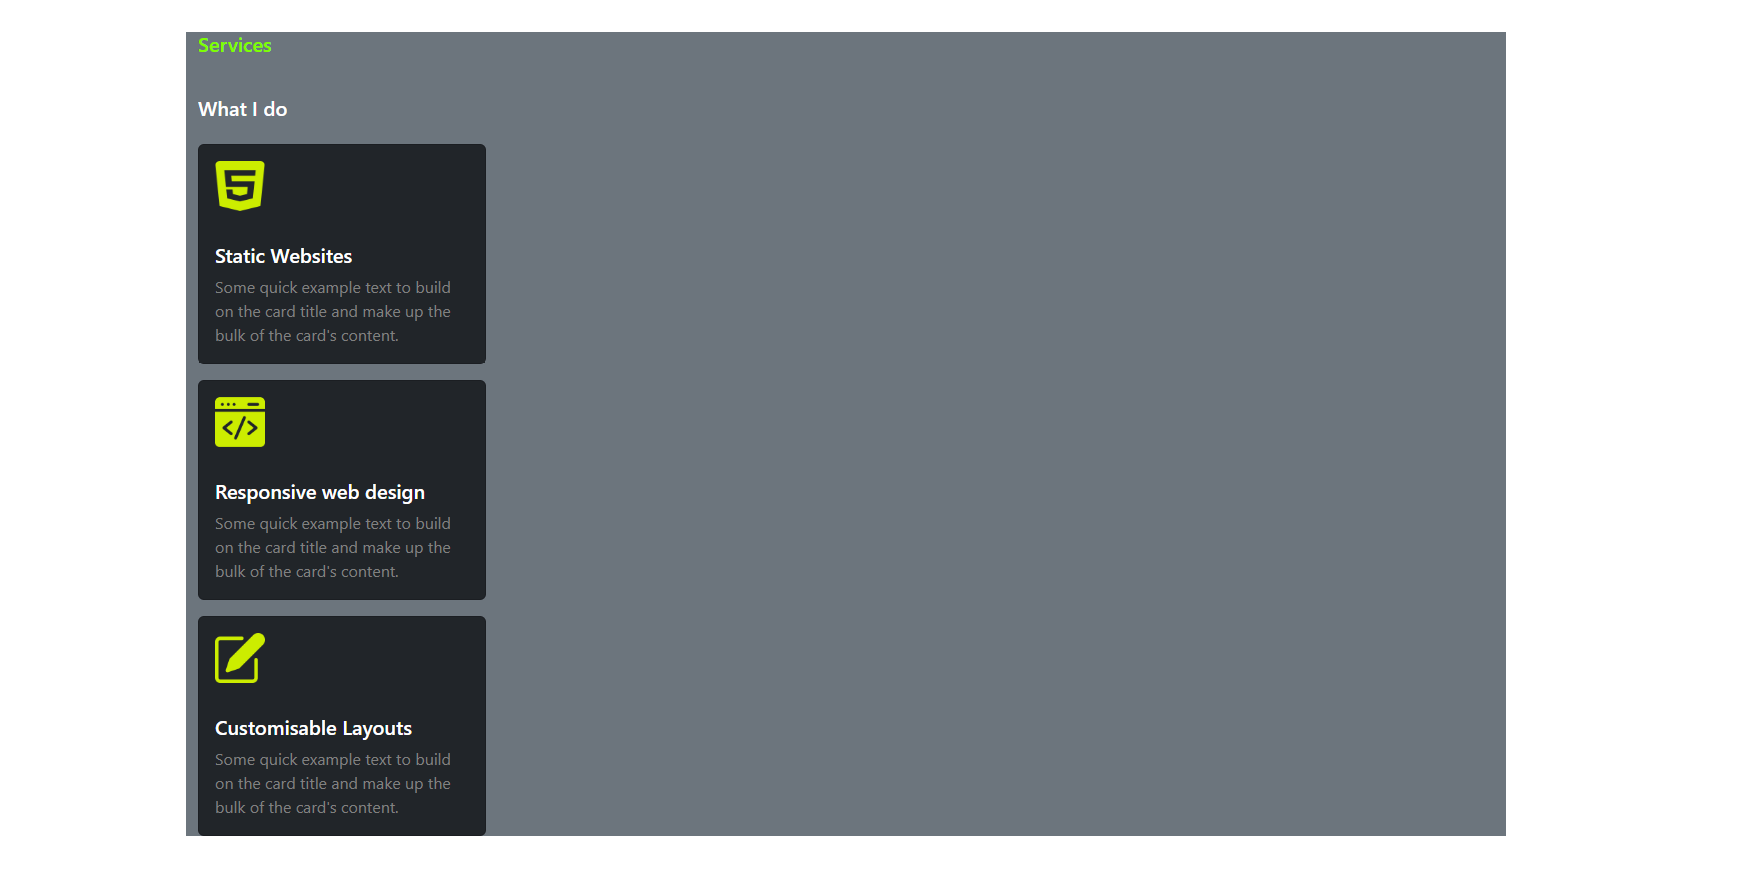 Services
What I do
Static Websites
Some quick example text to build
on the card title and make up the
bulk of the card's content.
</>
Responsive web design
Some quick example text to build
on the card title and make up the
bulk of the card's content.
Customisable Layouts
Some quick example text to build
on the card title and make up the
bulk of the card's content.